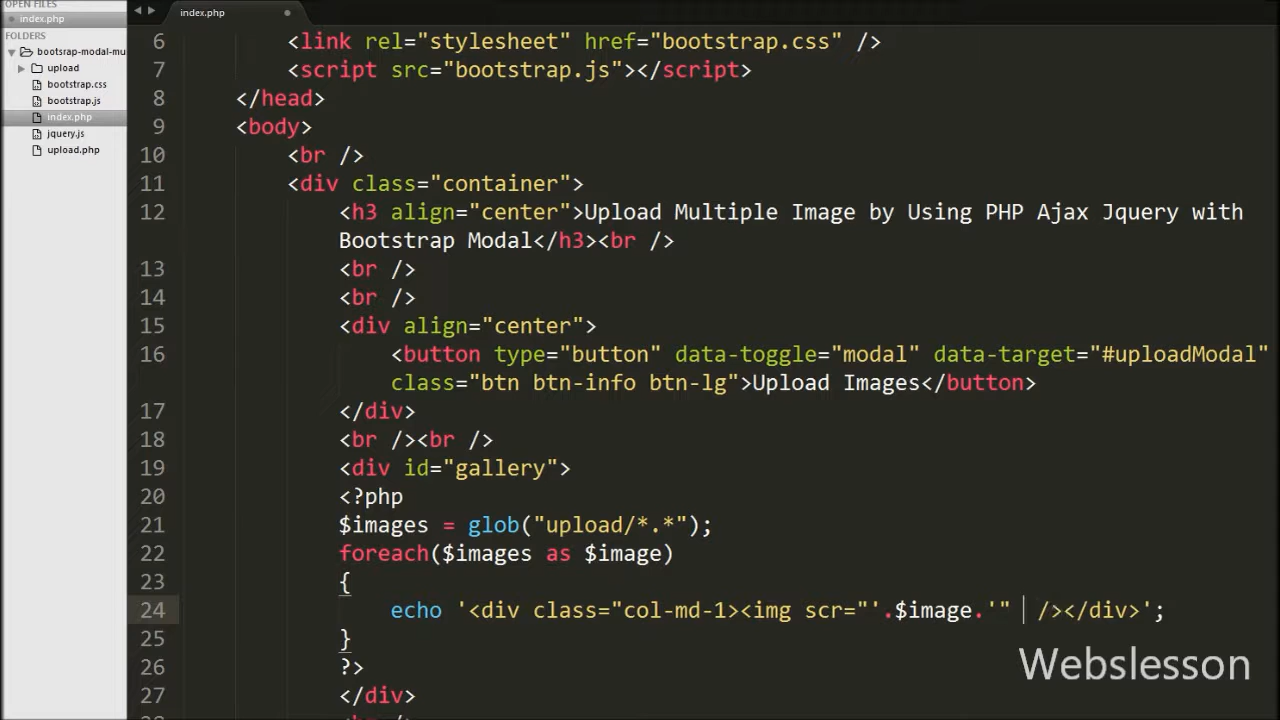 OPEN FILES
index.php
FOLDERS
bootsrap-modal-mu
upload
bootstrap.css
bootstrap.js
index.php
jquery.js
upload.php
index.php
6 <link rel="stylesheet" href="bootstrap.css" />
7 <script src="bootstrap.js"></script>
8 </head>
9 <body>
10 <br />
11 <div class="container">
12 <h3 align="center">Upload Multiple Image by Using PHP Ajax Jquery with
Bootstrap Modal</h3><br />
13 <br />
14 <br />
15 <div align="center">
16 <button type="button" data-toggle="modal" data-target="#uploadModal"
class="btn btn-info btn-lg">Upload Images</button>
17 </div>
18 <br /><br />
19 <div id="gallery">
20 <?php
21 $images = glob("upload/*.*");
22 foreach($images as $image)
23 {
24 echo '<div class="col-md-1><img scr="'.$image.'"  /></div>';
25 }
26 ?>
27 </div>
28 <br />
Webslesson